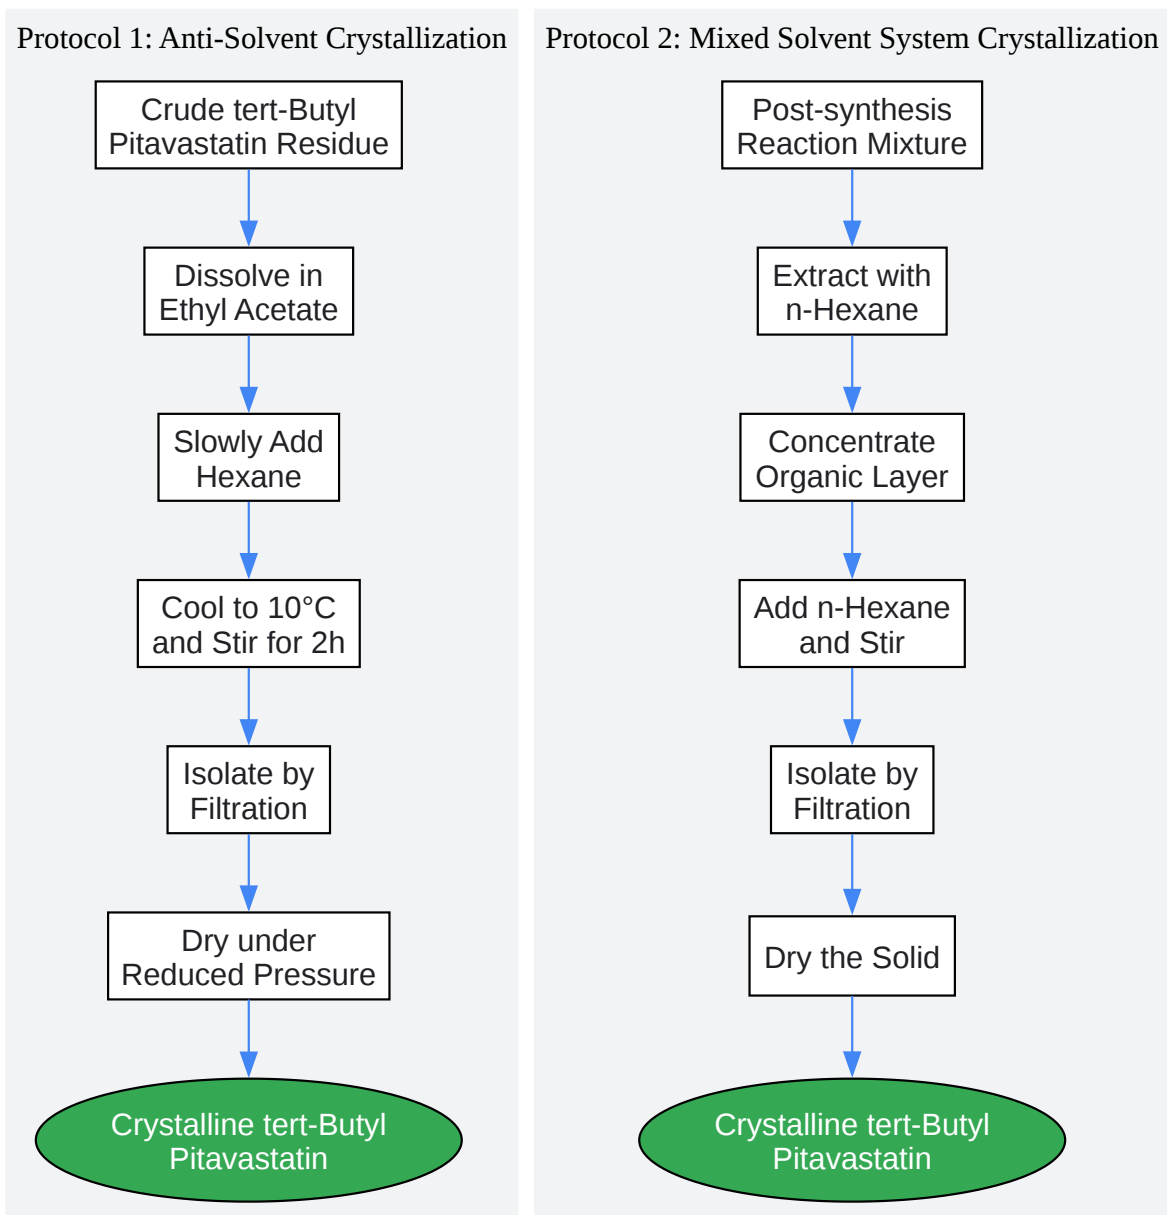 Protocol 1: Anti-Solvent Crystallization
Crude tert-Butyl
Pitavastatin Residue
Dissolve in
Ethyl Acetate
Slowly Add
Hexane
Cool to 10°C
and Stir for 2h
Isolate by
Filtration
Dry under
Reduced Pressure
Crystalline tert-Butyl
Pitavastatin
Protocol 2: Mixed Solvent System Crystallization
Post-synthesis
Reaction Mixture
Extract with
n-Hexane
Concentrate
Organic Layer
Add n-Hexane
and Stir
Isolate by
Filtration
Dry the Solid
Crystalline tert-Butyl
Pitavastatin